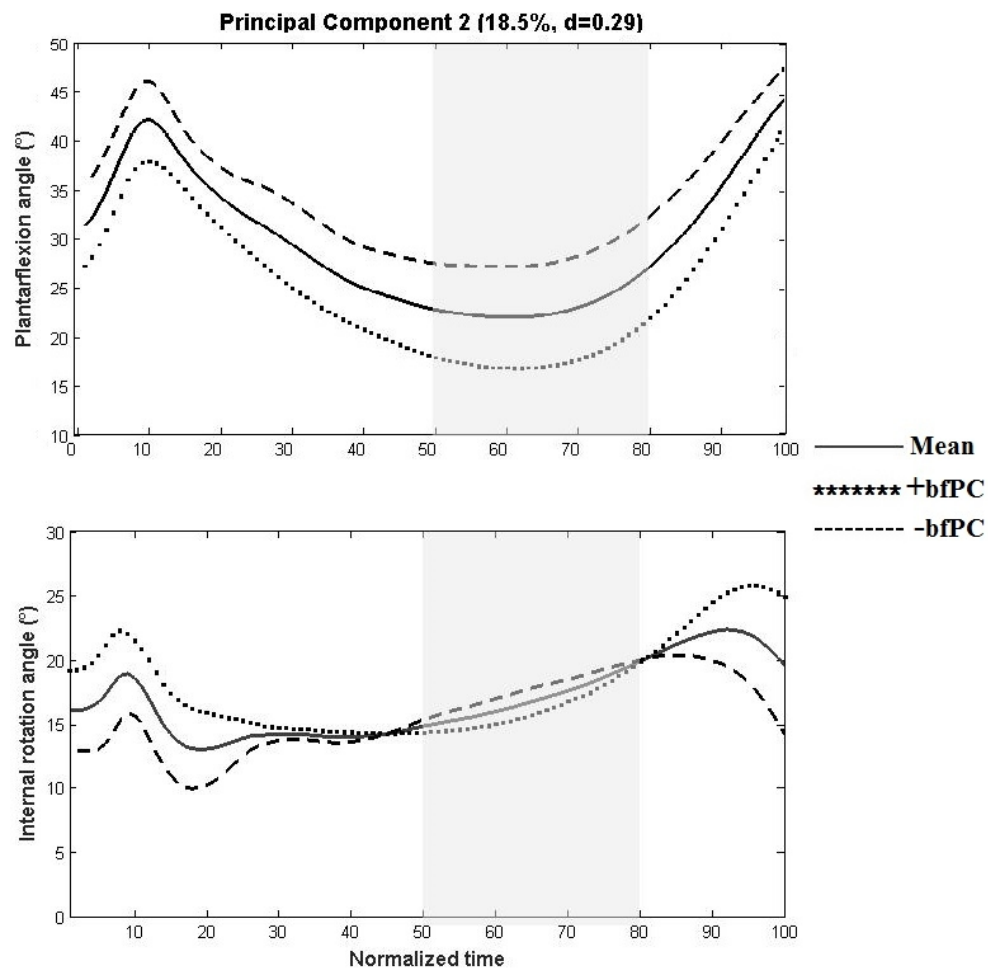 Principal Component 2 (18.5%, d=0.29)
Plantarflexion angle (°)
50
45
40
35
30
25
20
15
10
0 10 20 30 40 50 60 70 80 90 100
Mean
+bfPC
-bfPC
Internal rotation angle (°)
30
25
20
15
10
5
0
10 20 30 40 50 60 70 80 90 100
Normalized time